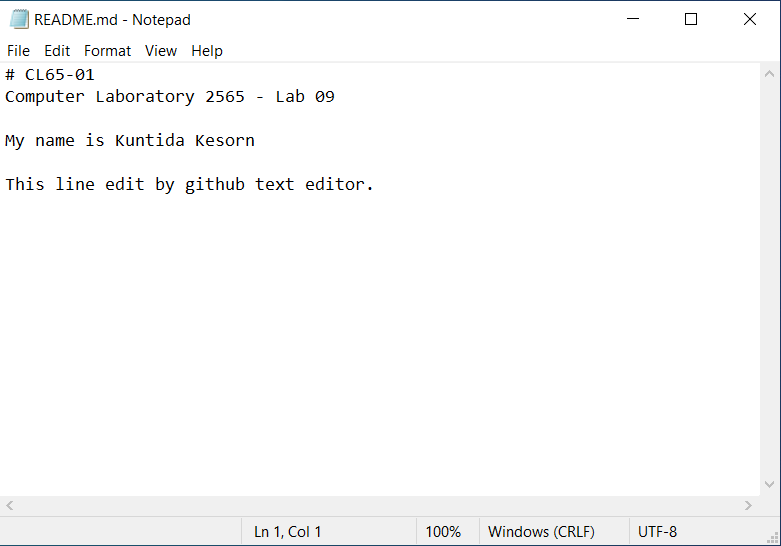 README.md - Notepad
File Edit Format View Help
# CL65-01
Computer Laboratory 2565 - Lab 09
My name is Kuntida Kesorn
This line edit by github text editor.
Ln 1, Col 1 100% Windows (CRLF) UTF-8